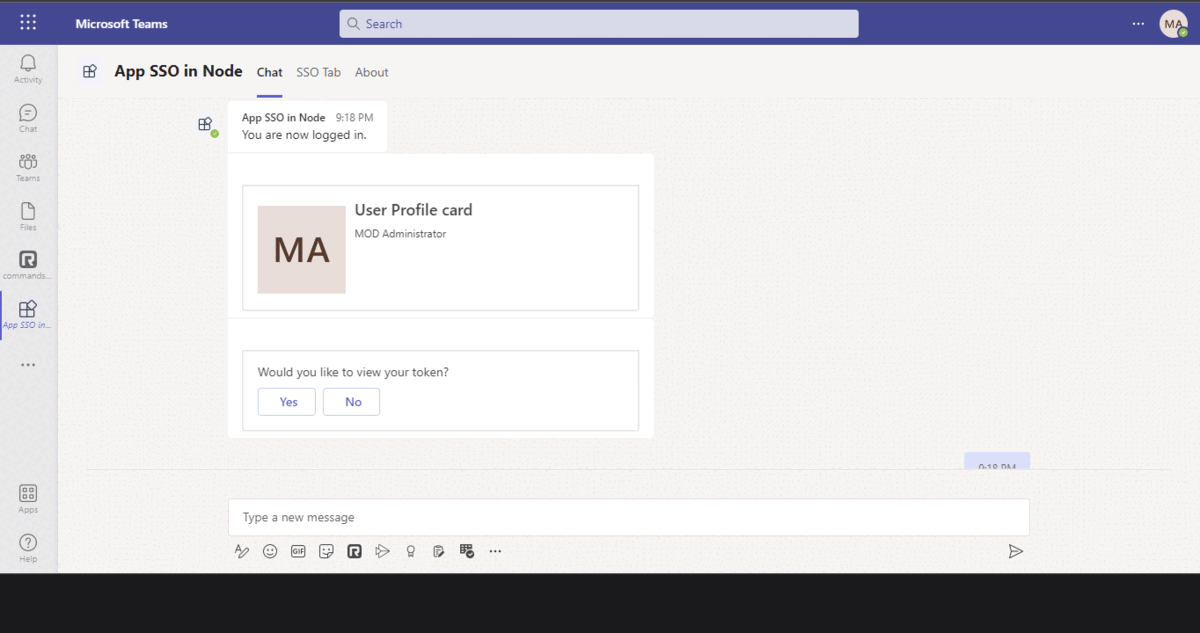 Microsoft Teams
Search
MA
App SSO in Node
Chat
SSO Tab
About
Activity
Chat
Teams
Files
commands...
App SSO in...
Apps
Help
App SSO in Node 9:18 PM
You are now logged in.
MA
User Profile card
MOD Administrator
Would you like to view your token?
Yes
No
9:18 PM
Type a new message
GIF